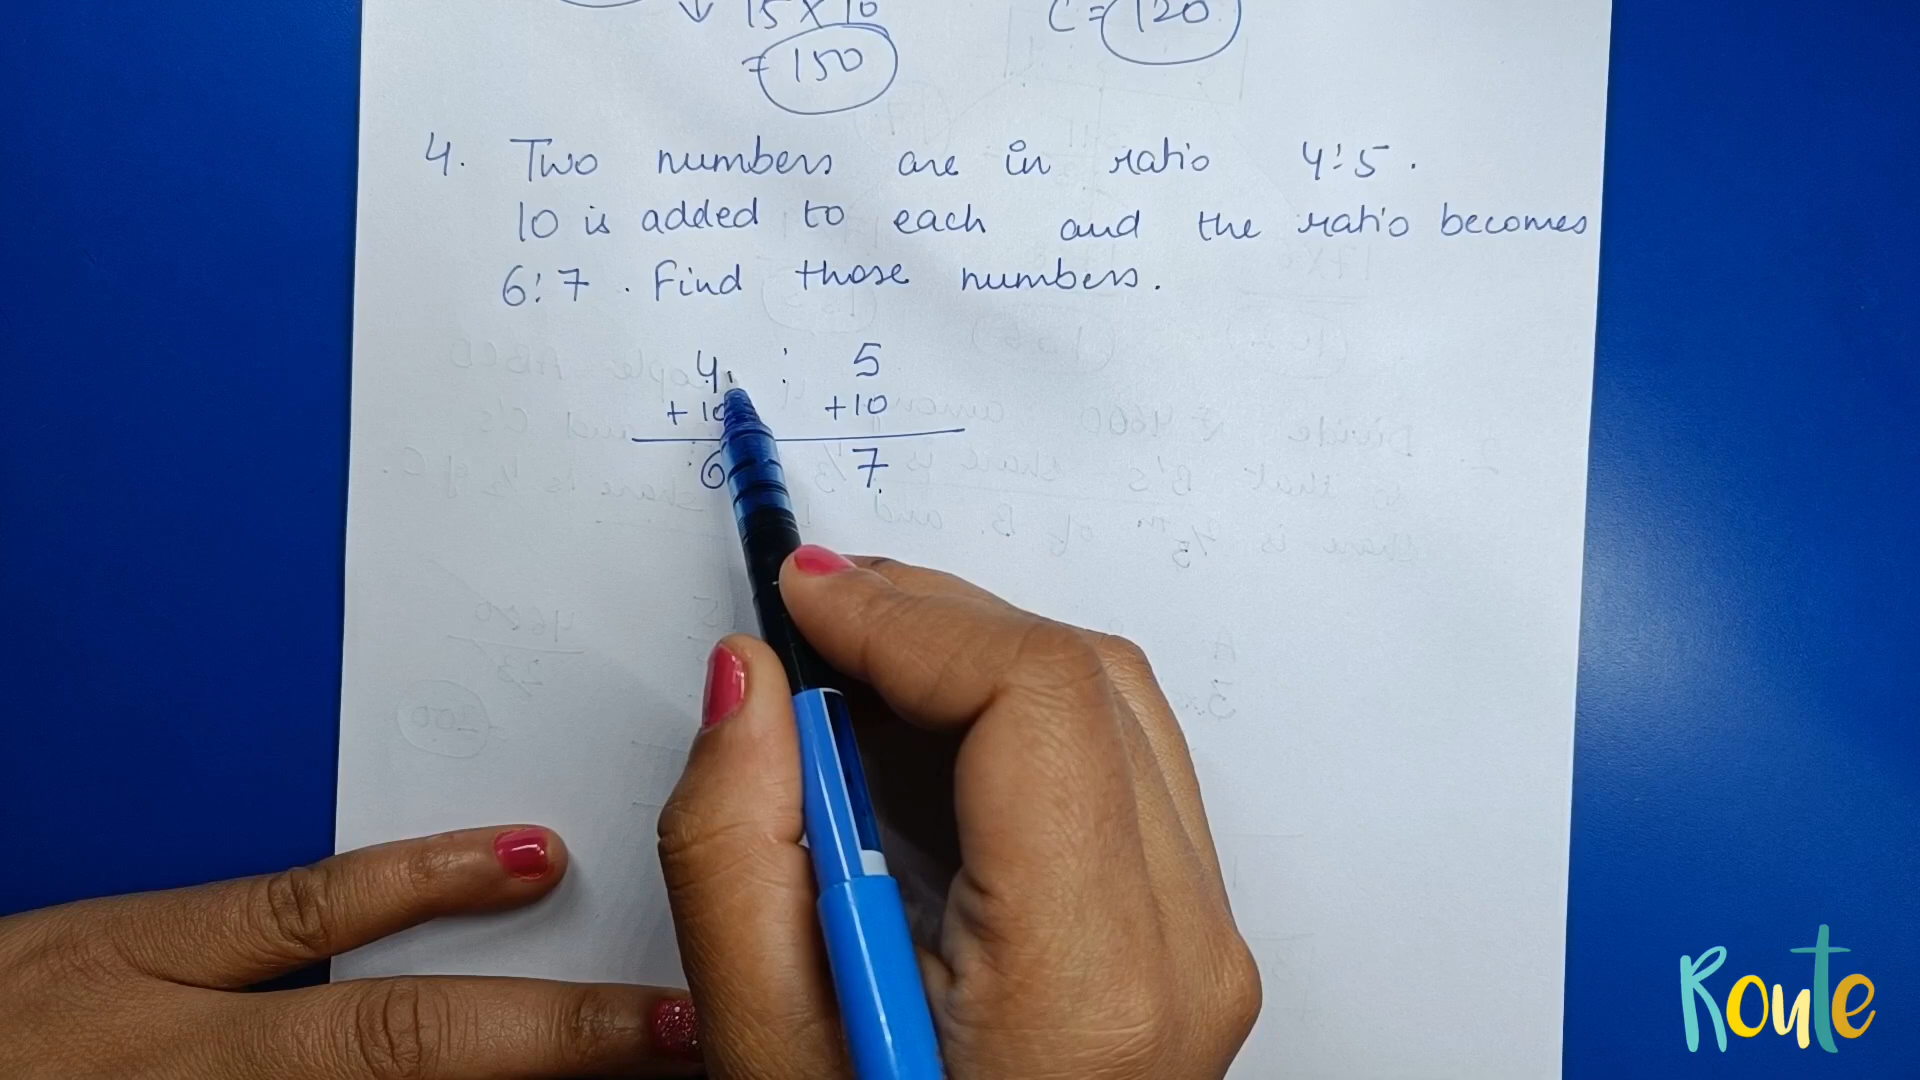 15 X 10
C = 120
= 150
4. Two numbers are in ratio 4:5.
10 is added to each and the ratio becomes
6:7. Find those numbers.
4 : 5
+10 +10
6 7
Route